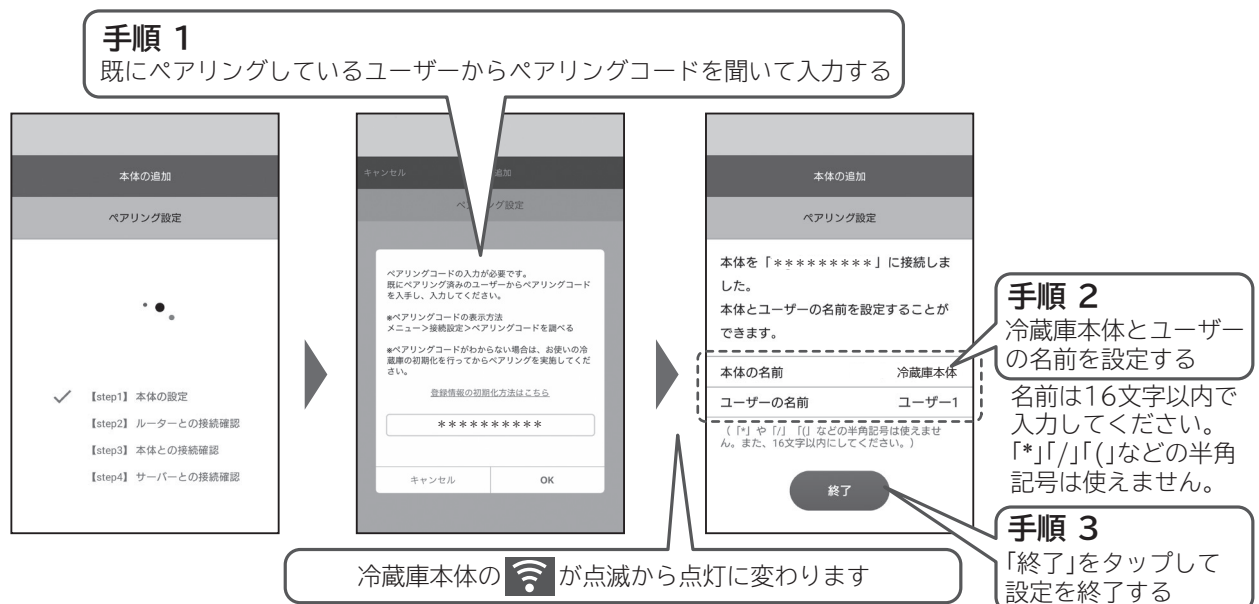 手順 1
既にペアリングしているユーザーからペアリングコードを聞いて入力する
本体の追加
ペアリング設定
【step1】 本体の設定
【step2】 ルーターとの接続確認
【step3】 本体との接続確認
【step4】 サーバーとの接続確認
キャンセル
追加
グ設定
ペアリングコードの入力が必要です。
既にペアリング済みのユーザーからペアリングコード
を入手し、入力してください。
※ペアリングコードの表示方法
メニュー＞接続設定＞ペアリングコードを調べる
※ペアリングコードがわからない場合は、お使いの冷
蔵庫の初期化を行ってからペアリングを実施してくだ
さい。
登録情報の初期化方法はこちら
**********
キャンセル OK
本体の追加
ペアリング設定
本体を「*********」に接続しま
した。
本体とユーザーの名前を設定することが
できます。
本体の名前 冷蔵庫本体
ユーザーの名前 ユーザー1
（「*」や「/」「(」などの半角記号は使えませ
ん。また、16文字以内にしてください。）
終了
手順 2
冷蔵庫本体とユーザー
の名前を設定する
名前は16文字以内で
入力してください。
「*」「/」「(」などの半角
記号は使えません。
手順 3
「終了」をタップして
設定を終了する
冷蔵庫本体の が点滅から点灯に変わります